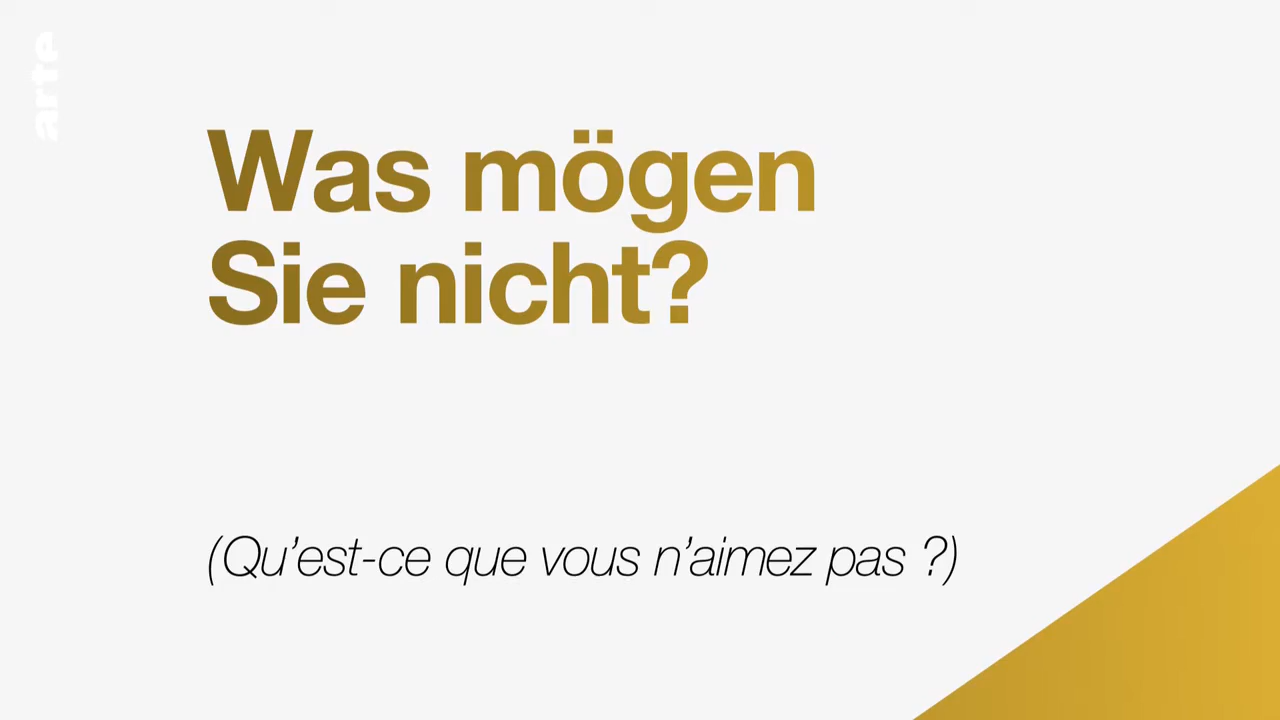 arte
Was mögen
Sie nicht?
(Qu’est-ce que vous n’aimez pas ?)